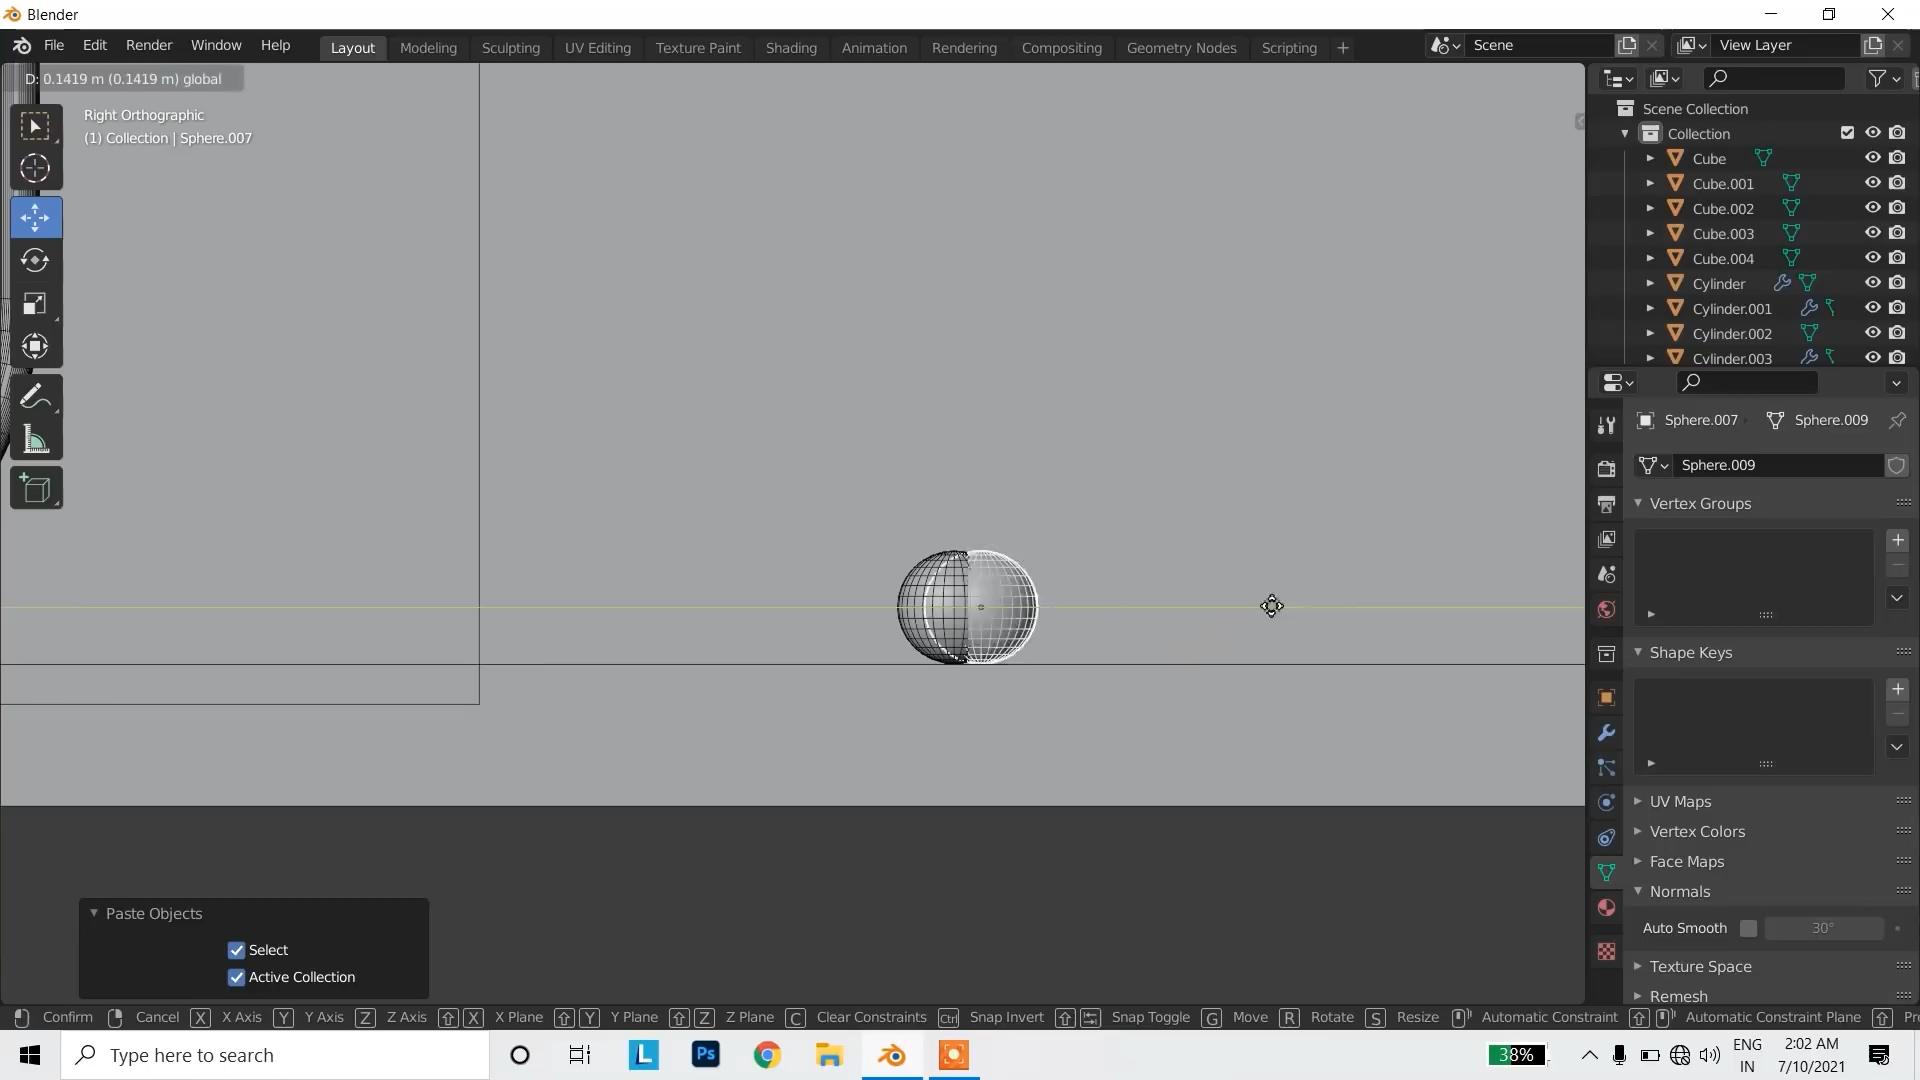 Blender
File Edit Render Window Help Layout Modeling Sculpting UV Editing Texture Paint Shading Animation Rendering Compositing Geometry Nodes Scripting + Scene View Layer
D: 0.1419 m (0.1419 m) global
Right Orthographic
(1) Collection | Sphere.007
Scene Collection
Collection
Cube
Cube.001
Cube.002
Cube.003
Cube.004
Cylinder
Cylinder.001
Cylinder.002
Cylinder.003
Sphere.007 Sphere.009
Sphere.009
Vertex Groups
Shape Keys
UV Maps
Vertex Colors
Face Maps
Normals
Auto Smooth 30°
Texture Space
Remesh
Paste Objects
Select
Active Collection
Confirm Cancel X X Axis Y Y Axis Z Z Axis X X Plane Y Y Plane Z Z Plane C Clear Constraints Ctrl Snap Invert Snap Toggle G Move R Rotate S Resize Automatic Constraint Automatic Constraint Plane
Type here to search
L
Ps
38%
ENG
IN
2:02 AM
7/10/2021